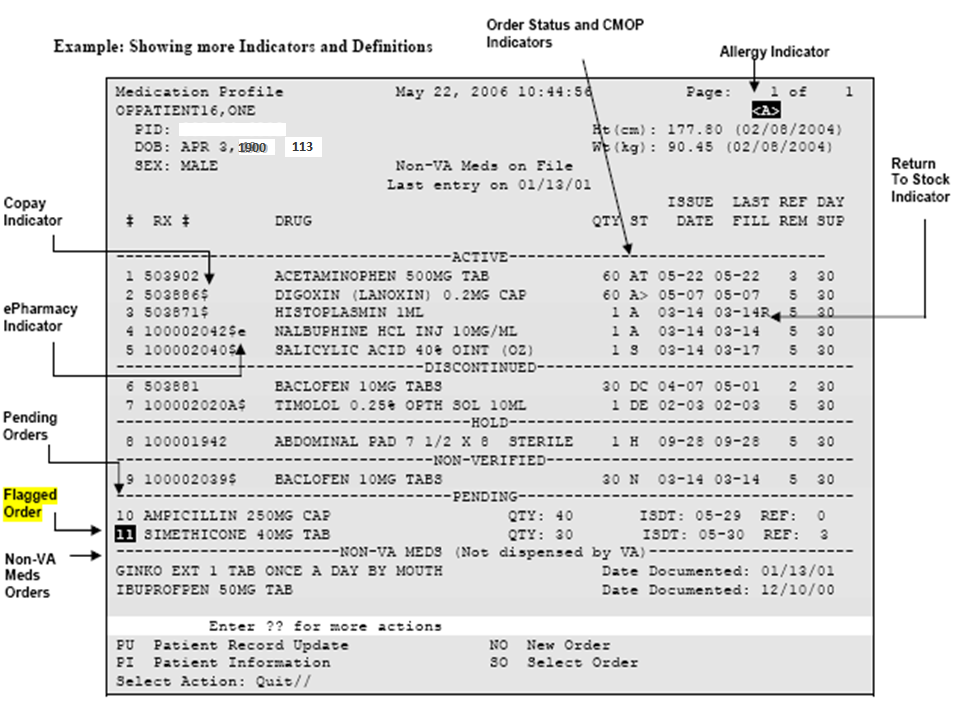 Example: Showing more Indicators and Definitions
Order Status and CMOP
Indicators
Allergy Indicator
Medication Profile May 22, 2006 10:44:56 Page: 1 of 1
OPPATIENT16,ONE <A>
PID: Ht(cm): 177.80 (02/08/2004)
DOB: APR 3, 1900 113 Wt(kg): 90.45 (02/08/2004)
SEX: MALE Non-VA Meds on File
Last entry on 01/13/01
Return
To Stock
Indicator
Copay
Indicator
ISSUE LAST REF DAY
‡ RX ‡ DRUG QTY ST DATE FILL REM SUP
ACTIVE
1 503902 ACETAMINOPHEN 500MG TAB 60 AT 05-22 05-22 3 30
2 503886$ DIGOXIN (LANOXIN) 0.2MG CAP 60 A> 05-07 05-07 5 30
ePharmacy
Indicator
3 503871$ HISTOPLASMIN 1ML 1 A 03-14 03-14R 5 30
4 100002042$e NALBUPHINE HCL INJ 10MG/ML 1 A 03-14 03-14 5 30
5 100002040$ SALICYLIC ACID 40% OINT (OZ) 1 S 03-14 03-17 5 30
DISCONTINUED
6 503881 BACLOFEN 10MG TABS 30 DC 04-07 05-01 2 30
7 100002020A$ TIMOLOL 0.25% OPTH SOL 10ML 1 DE 02-03 02-03 5 30
Pending
Orders
HOLD
8 100001942 ABDOMINAL PAD 7 1/2 X 8 STERILE 1 H 09-28 09-28 5 30
NON-VERIFIED
9 100002039$ BACLOFEN 10MG TABS 30 N 03-14 03-14 5 30
PENDING
Flagged
Order
10 AMPICILLIN 250MG CAP QTY: 40 ISDT: 05-29 REF: 0
11 SIMETHICONE 40MG TAB QTY: 30 ISDT: 05-30 REF: 3
Non-VA
Meds
Orders
NON-VA MEDS (Not dispensed by VA)
GINKO EXT 1 TAB ONCE A DAY BY MOUTH Date Documented: 01/13/01
IBUPROFPEN 50MG TAB Date Documented: 12/10/00
Enter ?? for more actions
PU Patient Record Update NO New Order
PI Patient Information SO Select Order
Select Action: Quit//